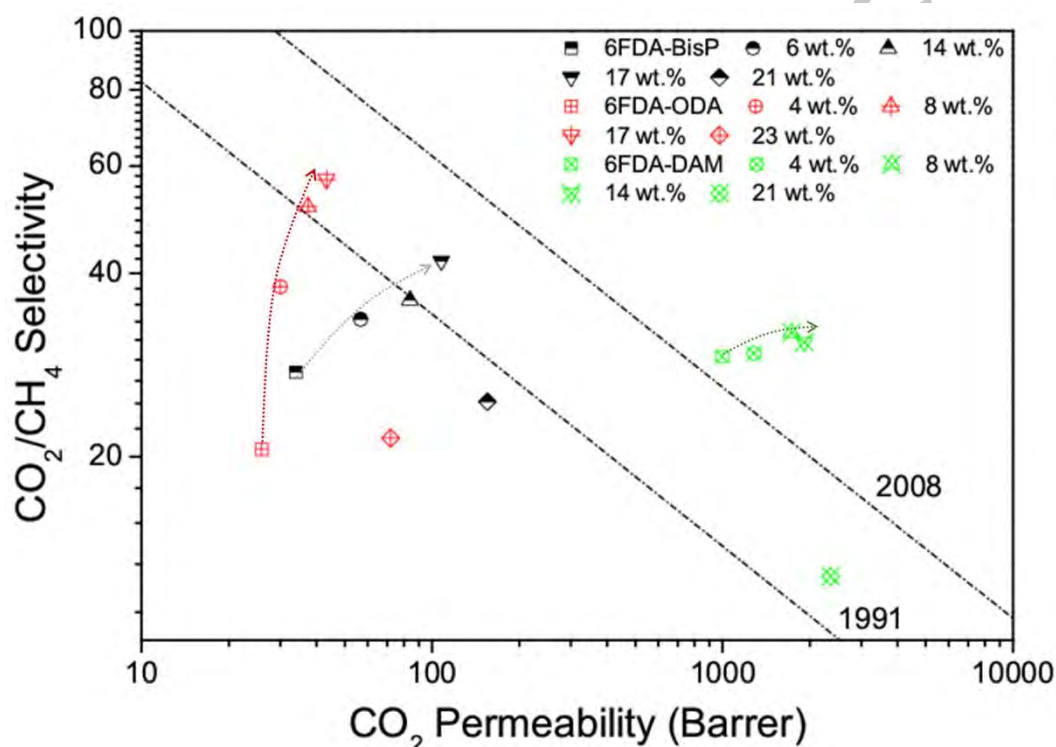 100
80
60
40
20
CO₂/CH₄ Selectivity
6FDA-BisP 6 wt.% 14 wt.%
17 wt.% 21 wt.%
6FDA-ODA 4 wt.% 8 wt.%
17 wt.% 23 wt.%
6FDA-DAM 4 wt.% 8 wt.%
14 wt.% 21 wt.%
2008
1991
10 100 1000 10000
CO₂ Permeability (Barrer)